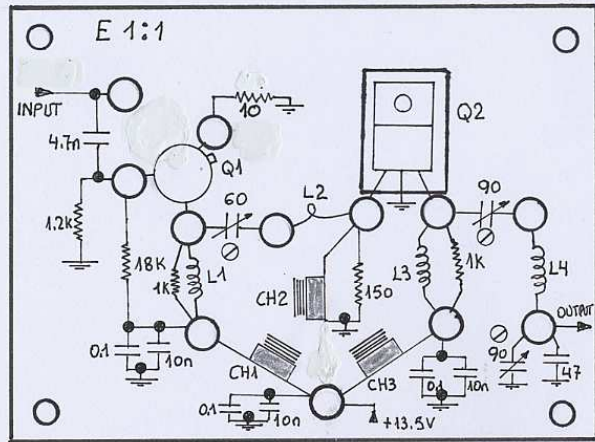 E 1:1
INPUT
4.7n
10
Q1
Q2
1.2K
60
L2
90
18K
1K
L1
CH2
150
L3
1K
L4
OUTPUT
0.1
10n
CH1
CH3
90
47
0.1
10n
0.1
10n
+13.5V